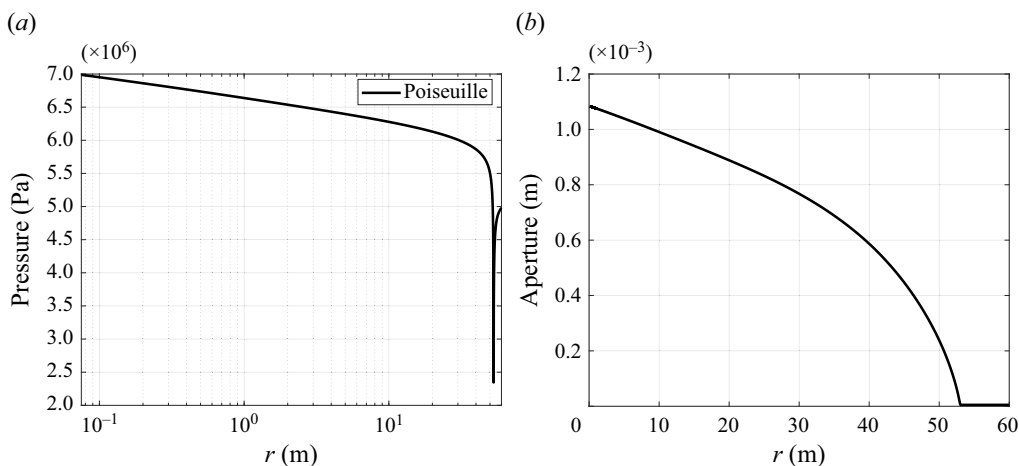 (a)
(×10⁶)
7.0
6.5
6.0
5.5
5.0
4.5
4.0
3.5
3.0
2.5
2.0
Pressure (Pa)
Poiseuille
10⁻¹ 10⁰ 10¹
r (m)
(b)
(×10⁻³)
1.2
1.0
0.8
0.6
0.4
0.2
Aperture (m)
0 10 20 30 40 50 60
r (m)